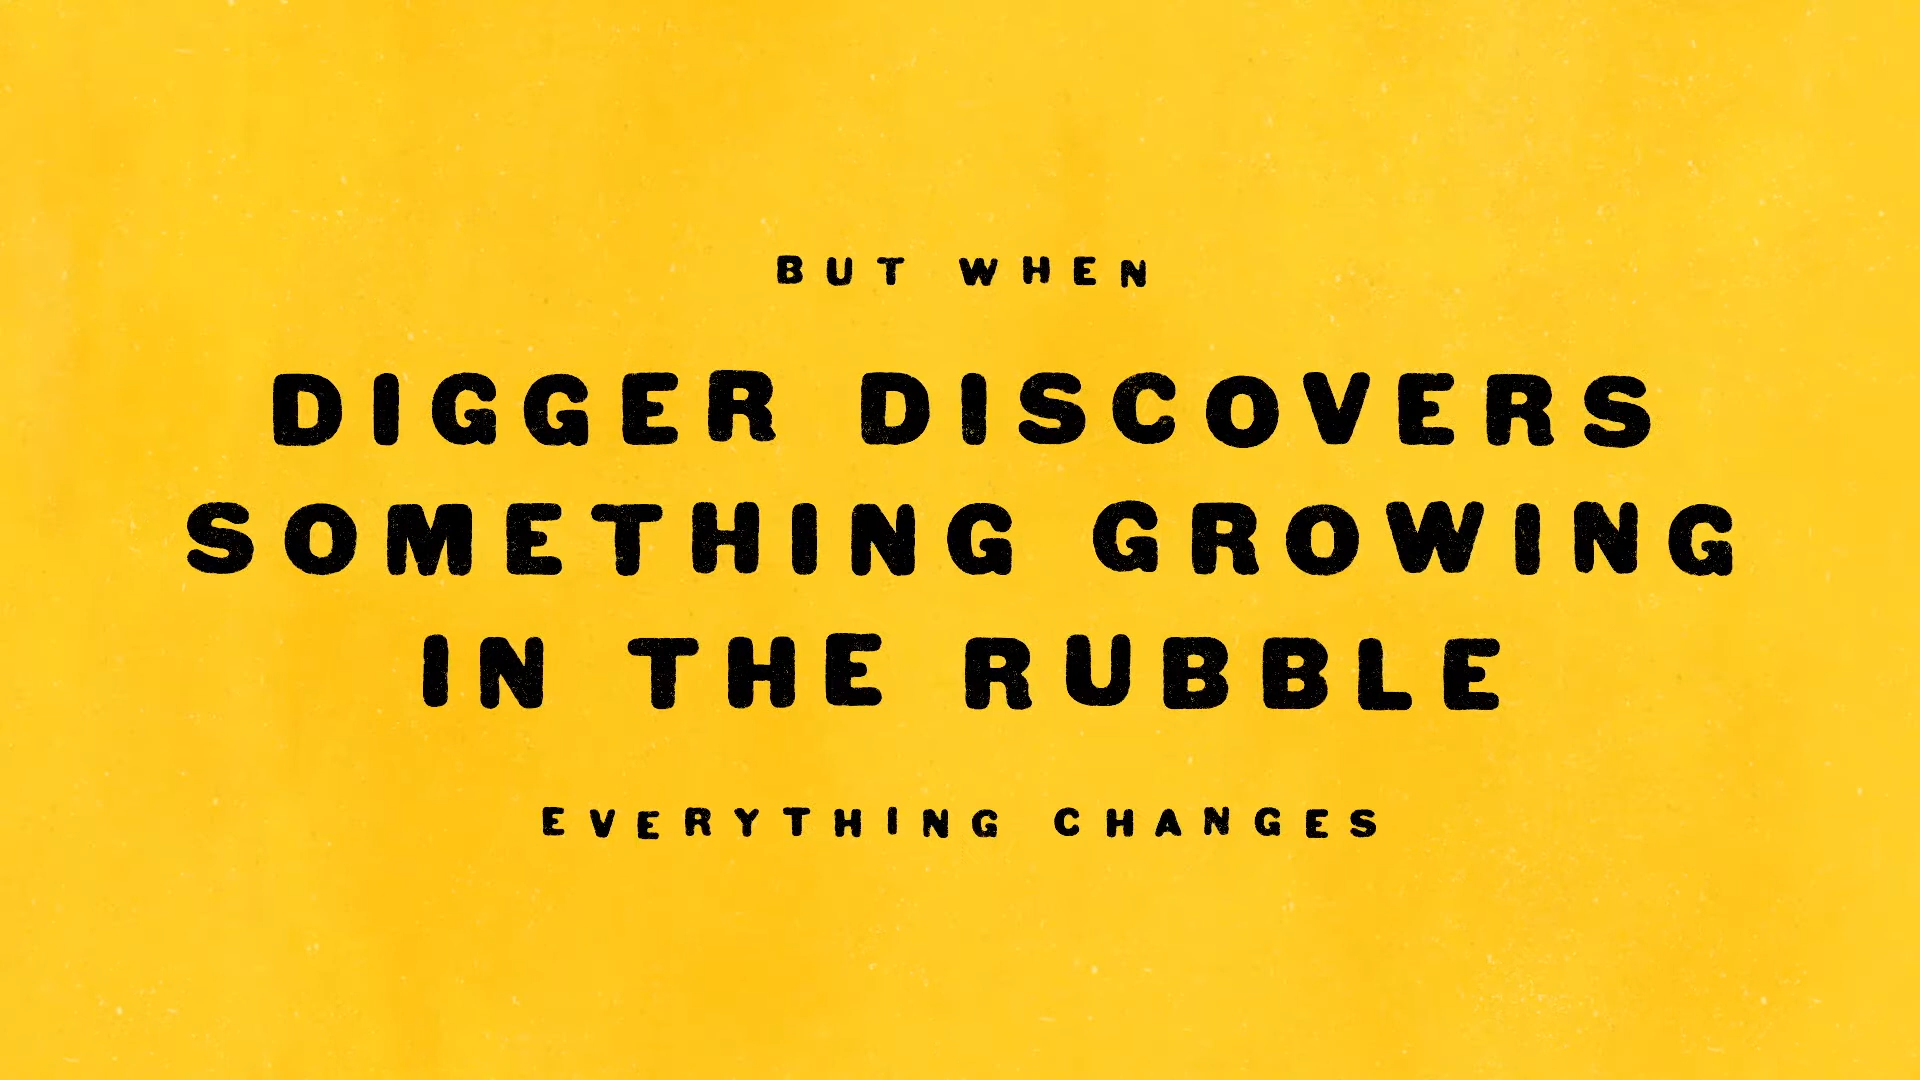 BUT WHEN
DIGGER DISCOVERS
SOMETHING GROWING
IN THE RUBBLE
EVERYTHING CHANGES